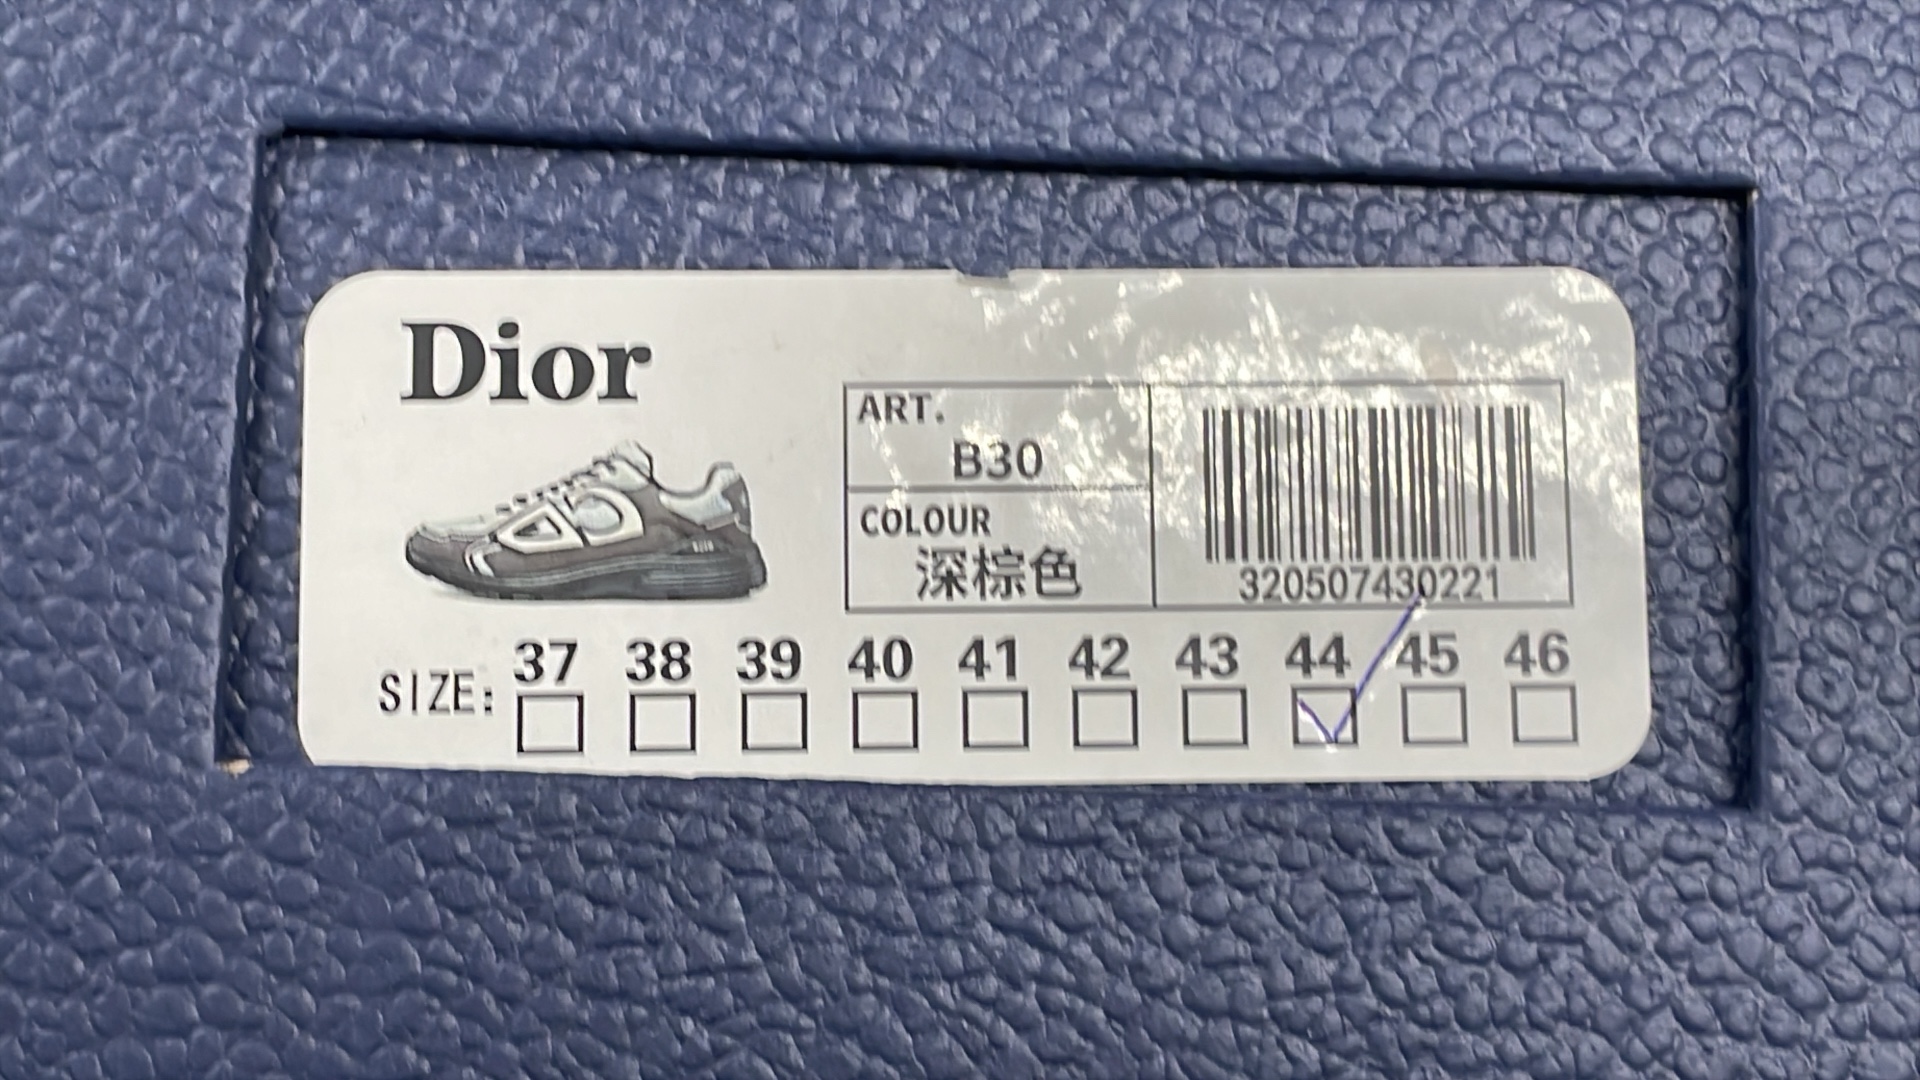 Dior
ART.
B30
COLOUR
深棕色
320507430221
37 38 39 40 41 42 43 44 45 46
SIZE: